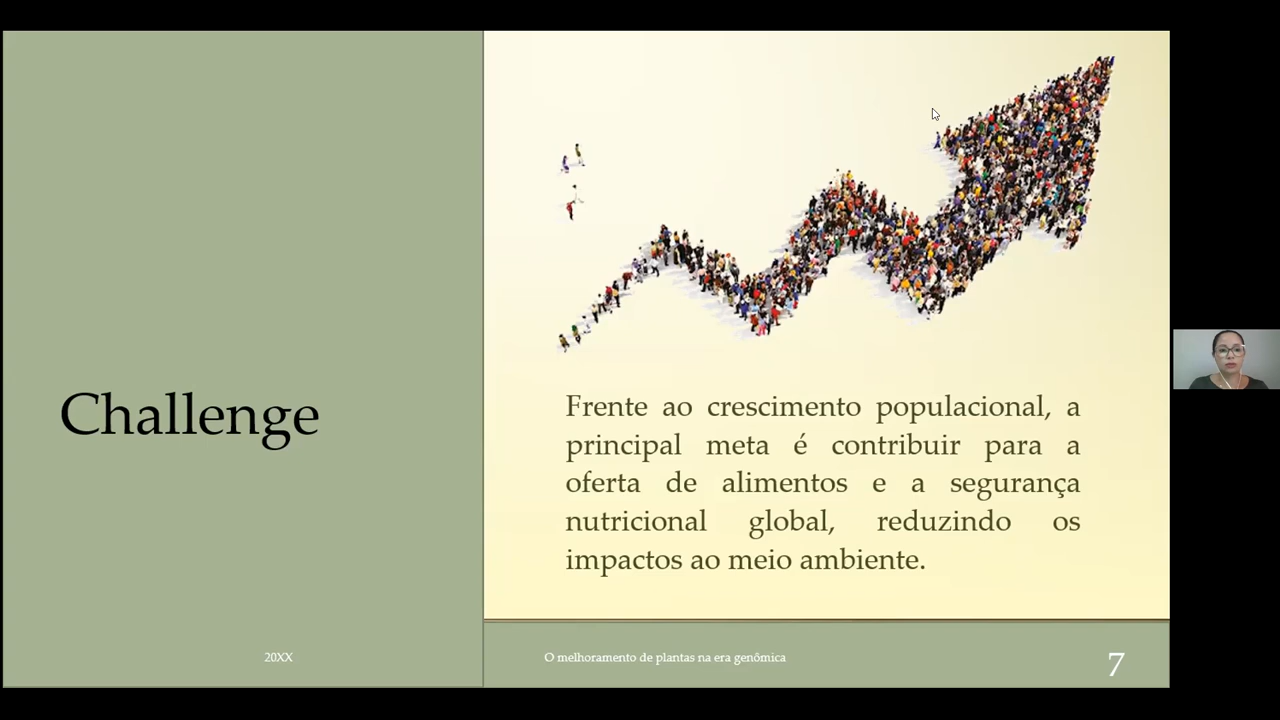 Challenge
Frente ao crescimento populacional, a
principal meta é contribuir para a
oferta de alimentos e a segurança
nutricional global, reduzindo os
impactos ao meio ambiente.
20XX
O melhoramento de plantas na era genômica
7